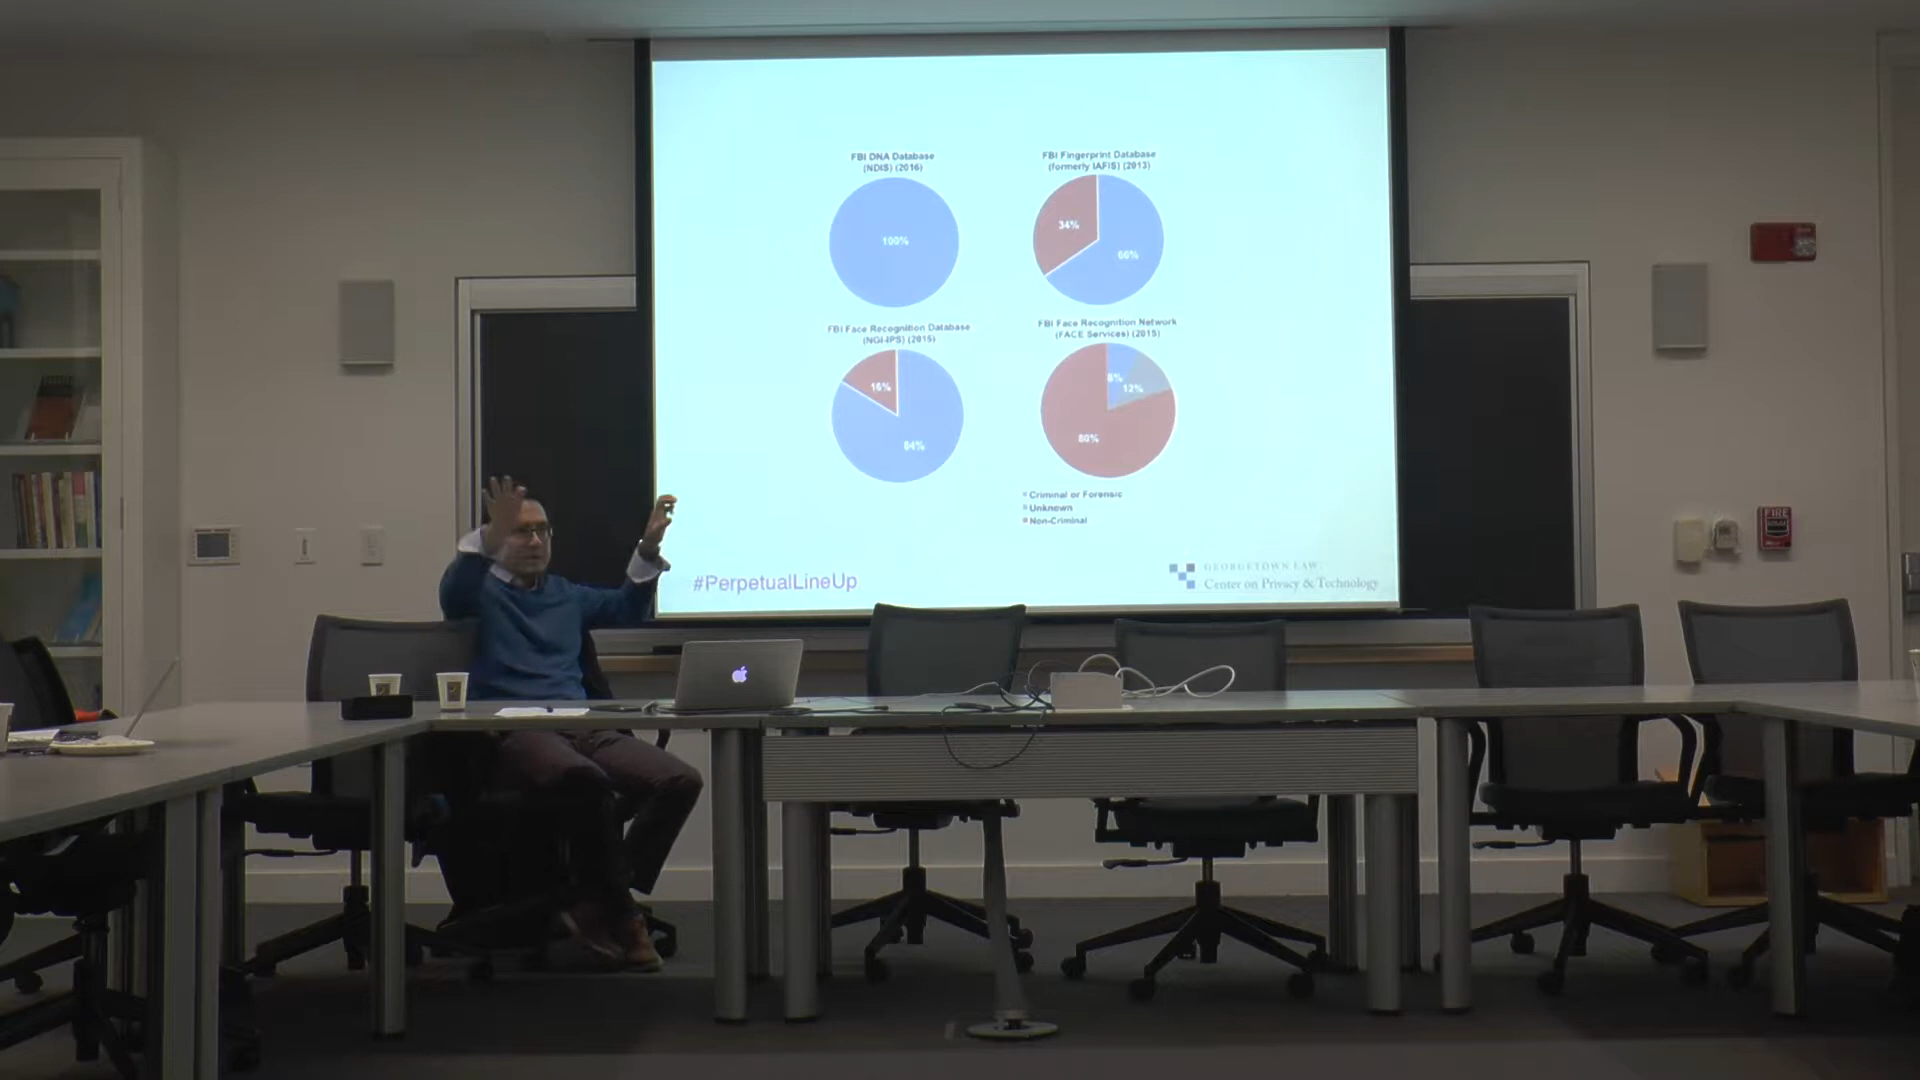 FBI DNA Database
(NDIS) (2016)
100%
FBI Fingerprint Database
(formerly IAFIS) (2013)
34%
66%
FBI Face Recognition Database
(NGI-IPS) (2015)
16%
84%
FBI Face Recognition Network
(FACE Services) (2015)
8%
12%
80%
Criminal or Forensic
Unknown
Non-Criminal
#PerpetualLineUp
GEORGETOWN LAW
Center on Privacy & Technology
FIRE